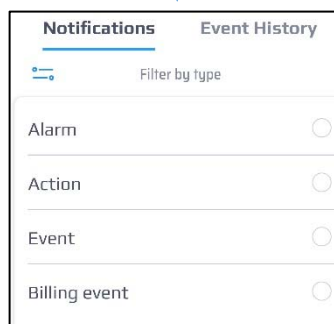 Notifications Event History
Filter by type
Alarm
Action
Event
Billing event